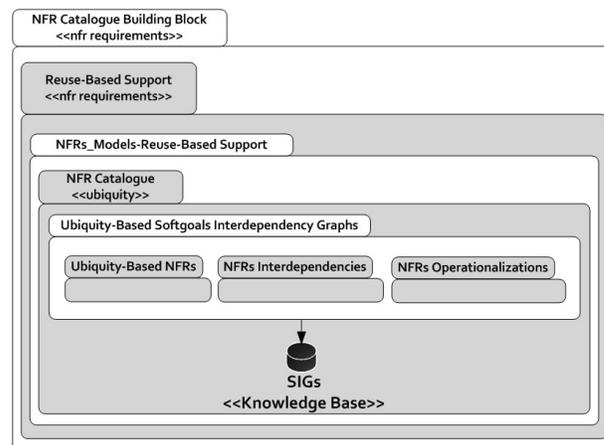 NFR Catalogue Building Block
<<nfr requirements>>
Reuse-Based Support
<<nfr requirements>>
NFRs_Models-Reuse-Based Support
NFR Catalogue
<<ubiquity>>
Ubiquity-Based Softgoals Interdependency Graphs
Ubiquity-Based NFRs NFRs Interdependencies NFRs Operationalizations
SIGs
<<Knowledge Base>>